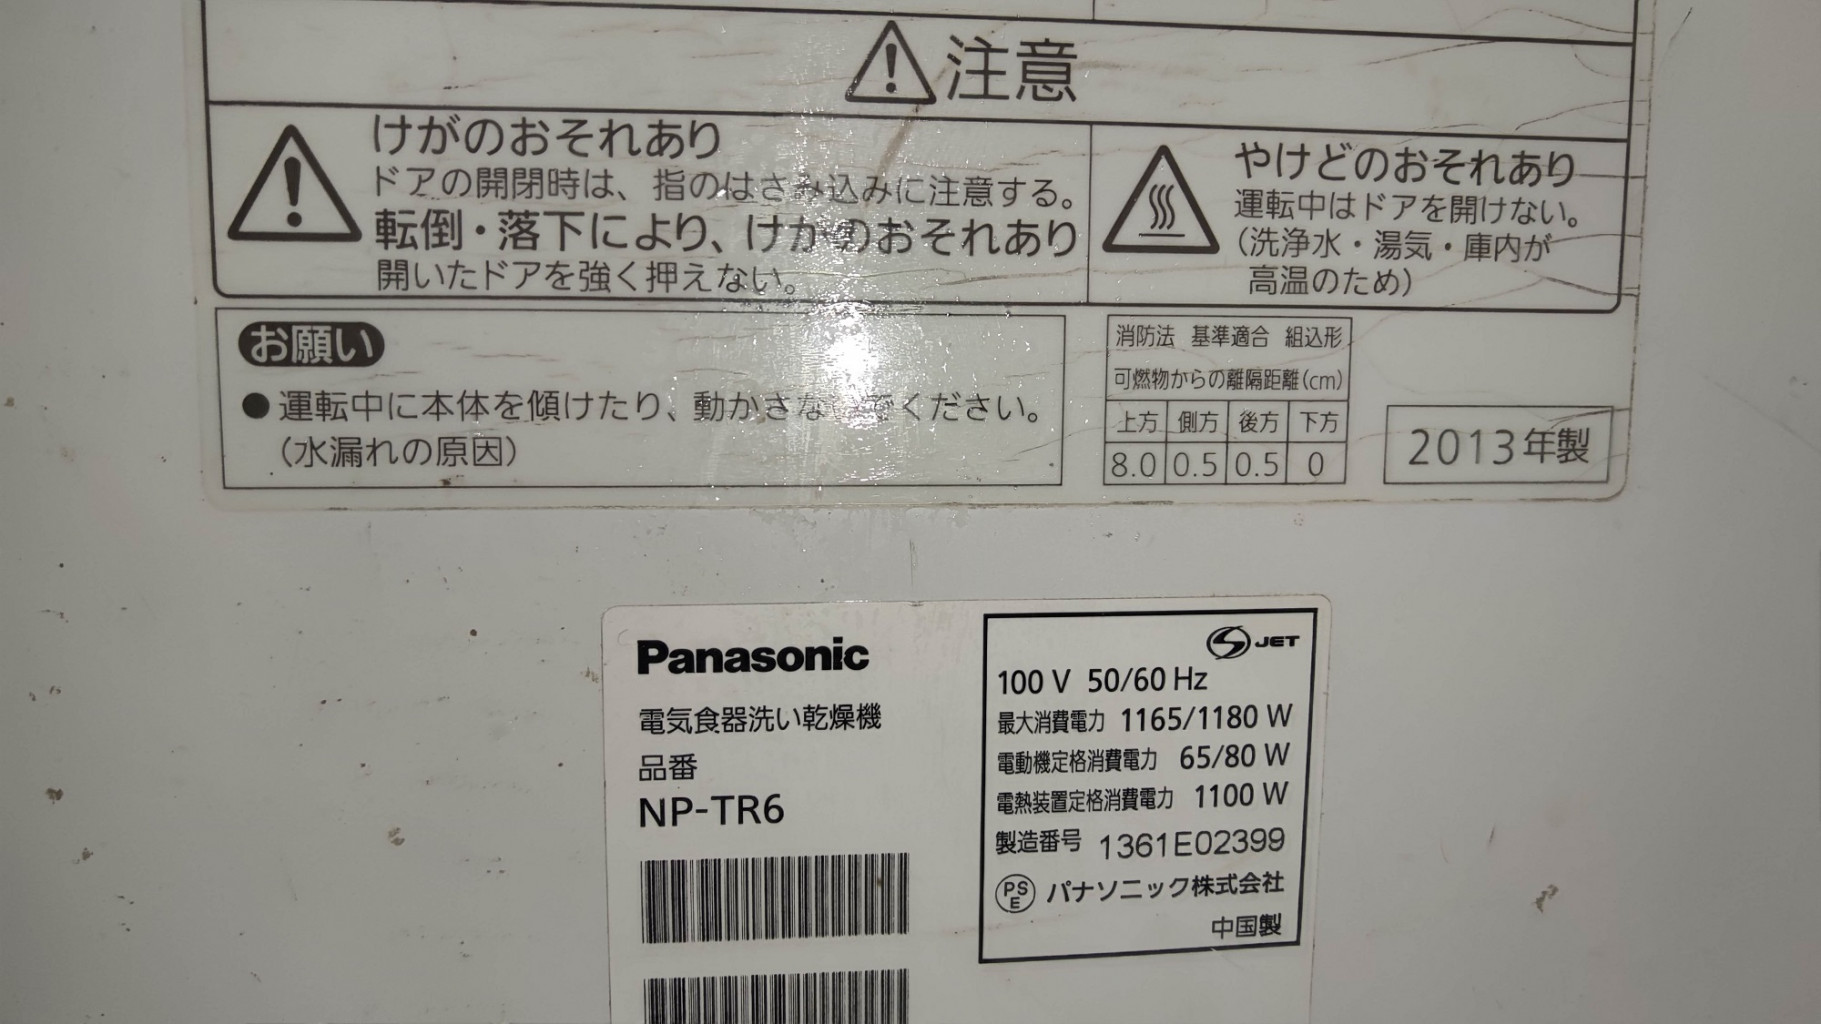 注意
けがのおそれあり
ドアの開閉時は、指のはさみ込みに注意する。
転倒・落下により、けがのおそれあり
開いたドアを強く押えない。
やけどのおそれあり
運転中はドアを開けない。
(洗浄水・湯気・庫内が
高温のため)
お願い
●運転中に本体を傾けたり、動かさないでください。
(水漏れの原因)
消防法 基準適合 組込形
可燃物からの離隔距離(cm)
上方 側方 後方 下方
8.0 0.5 0.5 0
2013年製
Panasonic
電気食器洗い乾燥機
品番
NP-TR6
S JET
100 V 50/60 Hz
最大消費電力 1165/1180 W
電動機定格消費電力 65/80 W
電熱装置定格消費電力 1100 W
製造番号 1361E02399
PSE パナソニック株式会社
中国製